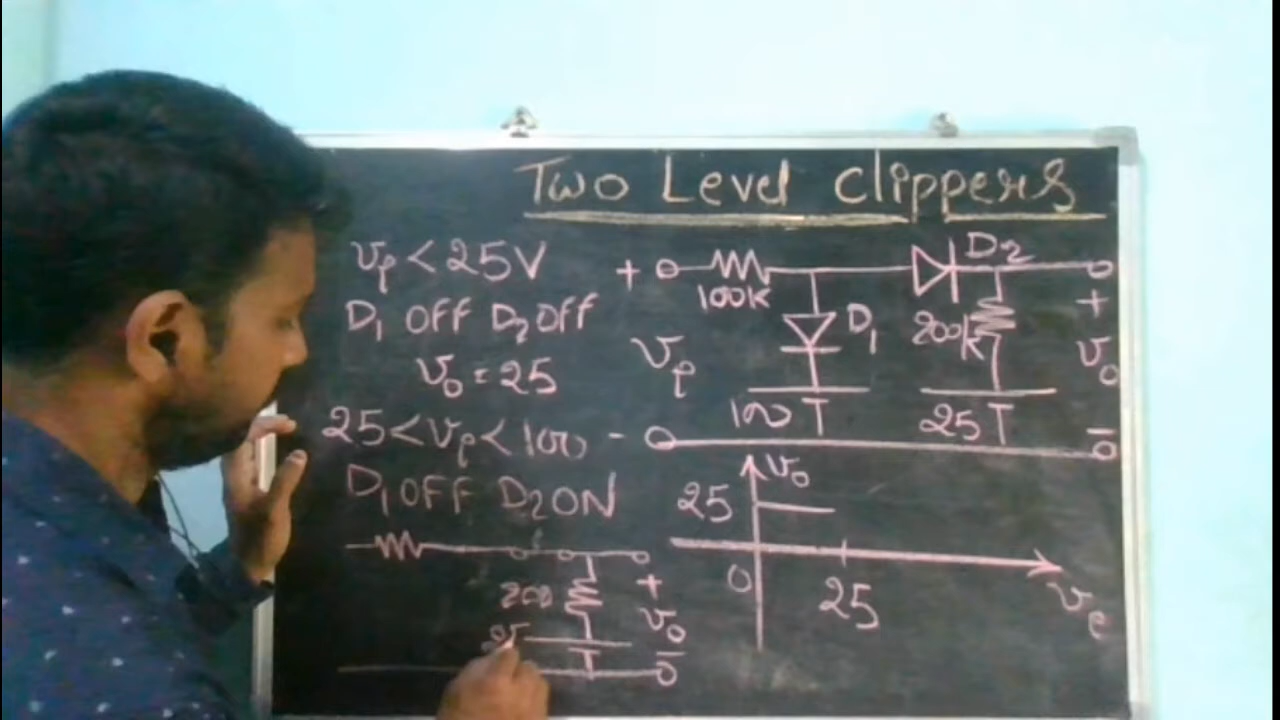 Two Level Clippers
Vi < 25V
D1 OFF D2 OFF
Vo = 25
25 < Vi < 100
D1 OFF D2 ON
200
25
+
Vo
-
+
100K
D1
100
Vi
-
D2
200K
25
+
Vo
-
Vo
25
0
25
Vi